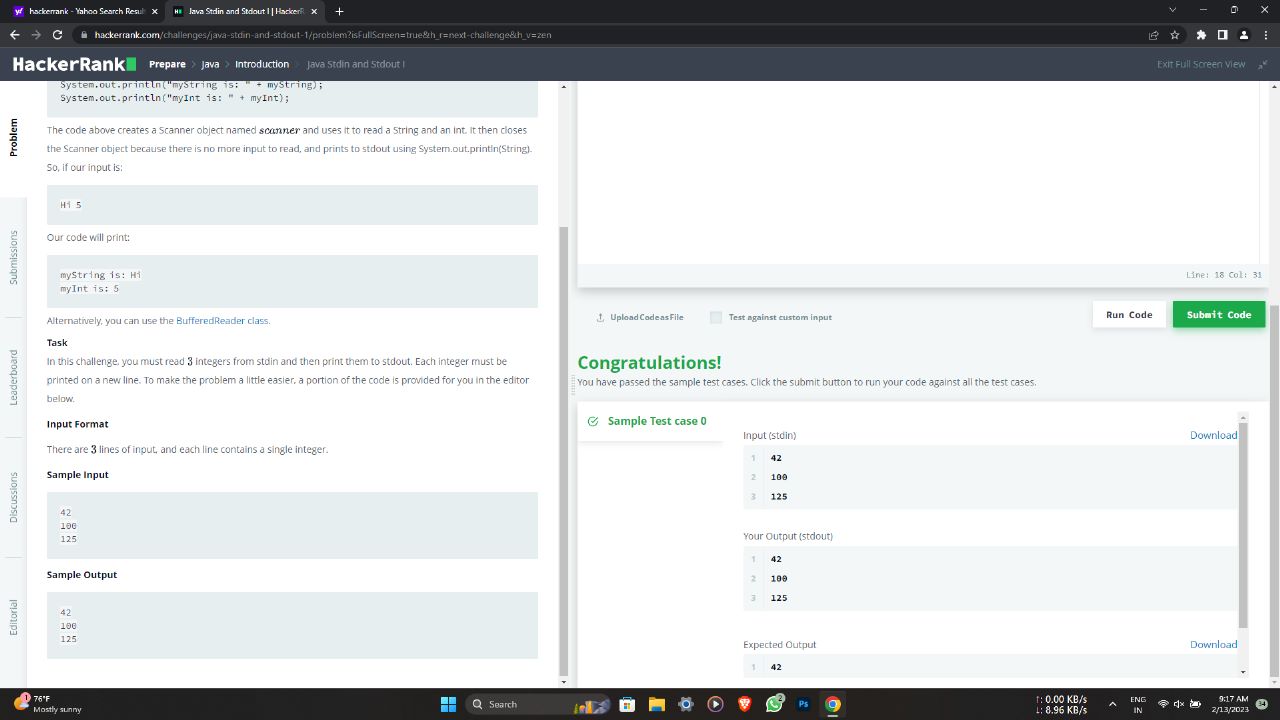 hackerrank - Yahoo Search Result
Java Stdin and Stdout I | HackerR
hackerrank.com/challenges/java-stdin-and-stdout-1/problem?isFullScreen=true&h_r=next-challenge&h_v=zen
HackerRank
Prepare > Java > Introduction > Java Stdin and Stdout I
Exit Full Screen View
Problem
Submissions
Leaderboard
Discussions
Editorial
System.out.println("myString is: " + myString);
System.out.println("myInt is: " + myInt);
The code above creates a Scanner object named scanner and uses it to read a String and an int. It then closes
the Scanner object because there is no more input to read, and prints to stdout using System.out.println(String).
So, if our input is:
Hi 5
Our code will print:
myString is: Hi
myInt is: 5
Alternatively, you can use the BufferedReader class.
Task
In this challenge, you must read 3 integers from stdin and then print them to stdout. Each integer must be
printed on a new line. To make the problem a little easier, a portion of the code is provided for you in the editor
below.
Input Format
There are 3 lines of input, and each line contains a single integer.
Sample Input
42
100
125
Sample Output
42
100
125
Line: 18 Col: 31
Upload Code as File
Test against custom input
Run Code
Submit Code
Congratulations!
You have passed the sample test cases. Click the submit button to run your code against all the test cases.
Sample Test case 0
Input (stdin)
Download
1 42
2 100
3 125
Your Output (stdout)
1 42
2 100
3 125
Expected Output
Download
1 42
1
76°F
Mostly sunny
Search
2
Ps
↑: 0.00 KB/s
↓: 8.96 KB/s
ENG
IN
9:17 AM
2/13/2023